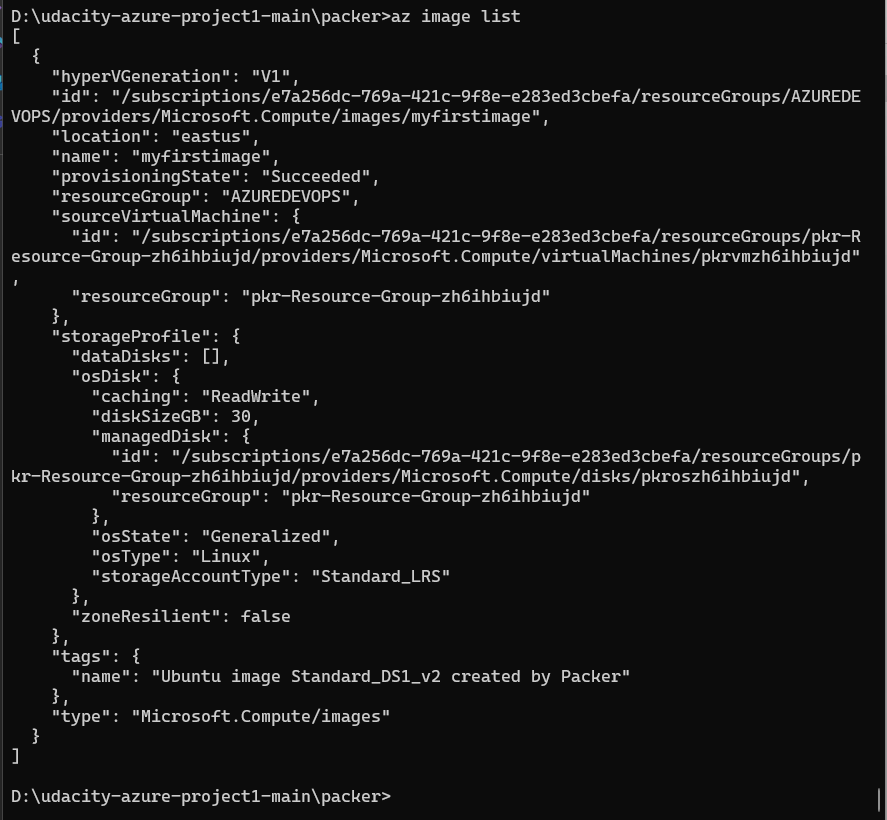 D:\udacity-azure-project1-main\packer>az image list
[
  {
    "hyperVGeneration": "V1",
    "id": "/subscriptions/e7a256dc-769a-421c-9f8e-e283ed3cbefa/resourceGroups/AZUREDE
VOPS/providers/Microsoft.Compute/images/myfirstimage",
    "location": "eastus",
    "name": "myfirstimage",
    "provisioningState": "Succeeded",
    "resourceGroup": "AZUREDEVOPS",
    "sourceVirtualMachine": {
      "id": "/subscriptions/e7a256dc-769a-421c-9f8e-e283ed3cbefa/resourceGroups/pkr-R
esource-Group-zh6ihbiujd/providers/Microsoft.Compute/virtualMachines/pkrvmzh6ihbiujd"
,
      "resourceGroup": "pkr-Resource-Group-zh6ihbiujd"
    },
    "storageProfile": {
      "dataDisks": [],
      "osDisk": {
        "caching": "ReadWrite",
        "diskSizeGB": 30,
        "managedDisk": {
          "id": "/subscriptions/e7a256dc-769a-421c-9f8e-e283ed3cbefa/resourceGroups/p
kr-Resource-Group-zh6ihbiujd/providers/Microsoft.Compute/disks/pkroszh6ihbiujd",
          "resourceGroup": "pkr-Resource-Group-zh6ihbiujd"
        },
        "osState": "Generalized",
        "osType": "Linux",
        "storageAccountType": "Standard_LRS"
      },
      "zoneResilient": false
    },
    "tags": {
      "name": "Ubuntu image Standard_DS1_v2 created by Packer"
    },
    "type": "Microsoft.Compute/images"
  }
]
D:\udacity-azure-project1-main\packer>